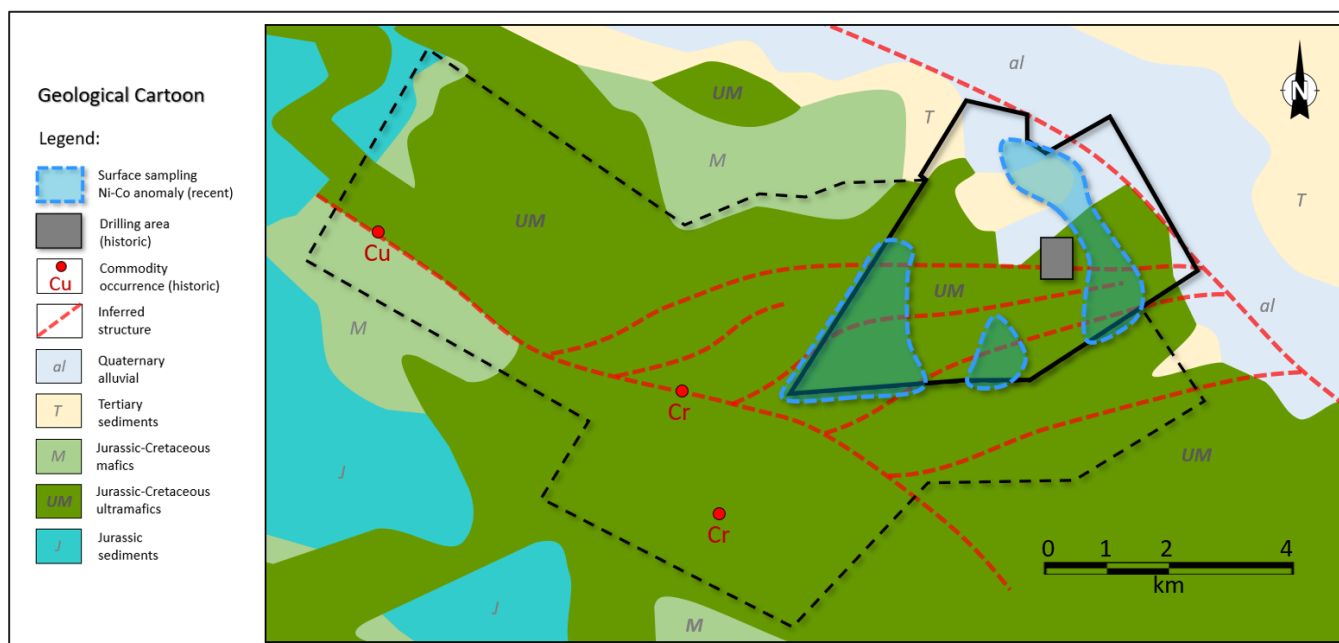 Geological Cartoon
Legend:
Surface sampling
Ni-Co anomaly (recent)
Drilling area
(historic)
Cu
Commodity
occurrence (historic)
Inferred
structure
al
Quaternary
alluvial
T
Tertiary
sediments
M
Jurassic-Cretaceous
mafics
UM
Jurassic-Cretaceous
ultramafics
J
Jurassic
sediments
al
N
UM
T
M
T
UM
Cu
UM
al
M
Cr
UM
J
Cr
0 1 2 4
km
J
M